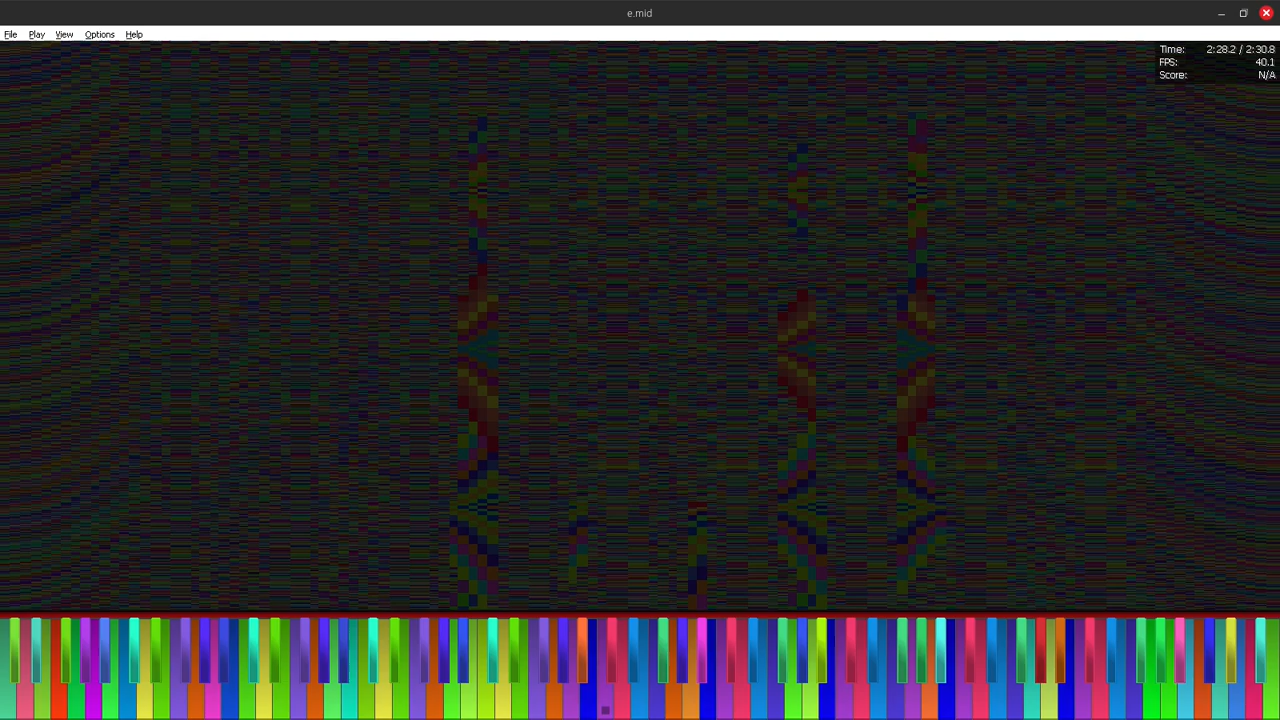 e.mid
File Play View Options Help
Time: 2:28.2 / 2:30.8
FPS: 40.1
Score: N/A